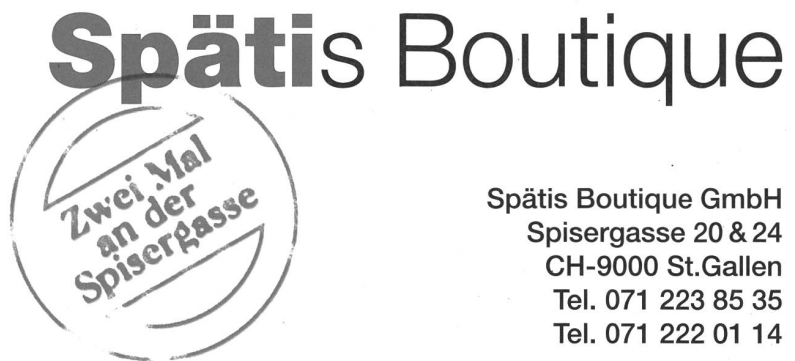 Spätis Boutique
Zwei Mal
an der
Spisergasse
Spätis Boutique GmbH
Spisergasse 20 & 24
CH-9000 St.Gallen
Tel. 071 223 85 35
Tel. 071 222 01 14